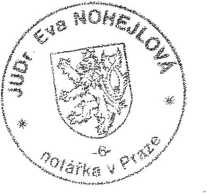 JUDr. Eva NOHEJLOVÁ
-6-
notářka v Praze